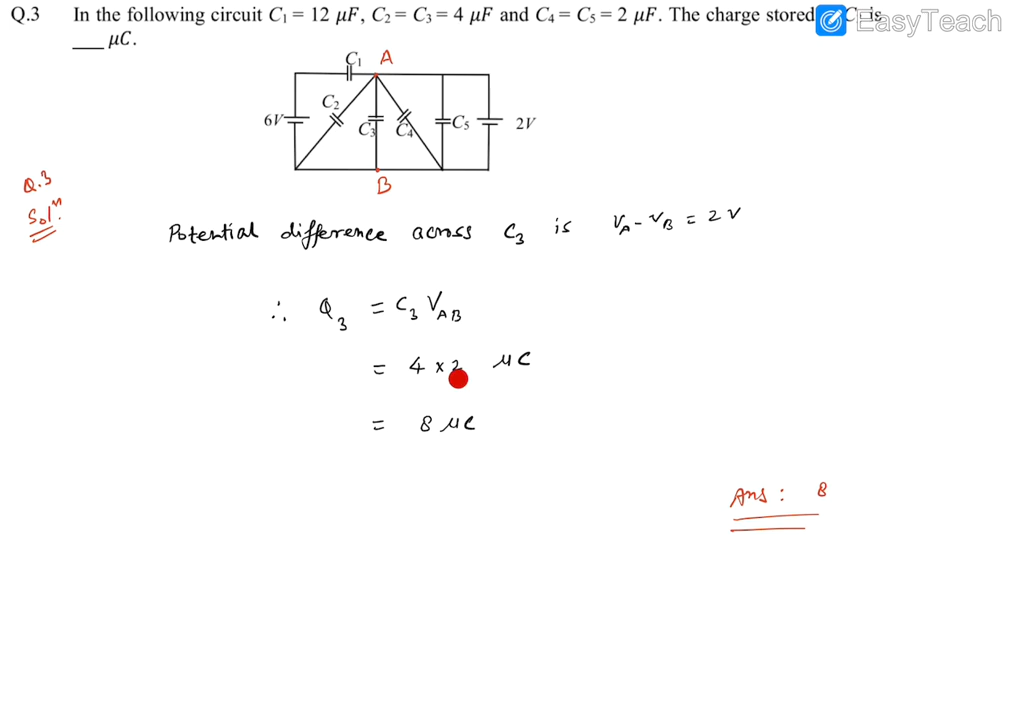 Q.3 In the following circuit C₁ = 12 μF, C₂ = C₃ = 4 μF and C₄ = C₅ = 2 μF. The charge stored is
___ μC.
EasyTeach
C₁ A
C₂
6V C₃ C₄ C₅ 2V
B
Q.3
Solⁿ.
Potential difference across C₃ is V_A - V_B = 2 V
∴ Q₃ = C₃ V_AB
= 4 × 2 μC
= 8 μC
Ans : 8